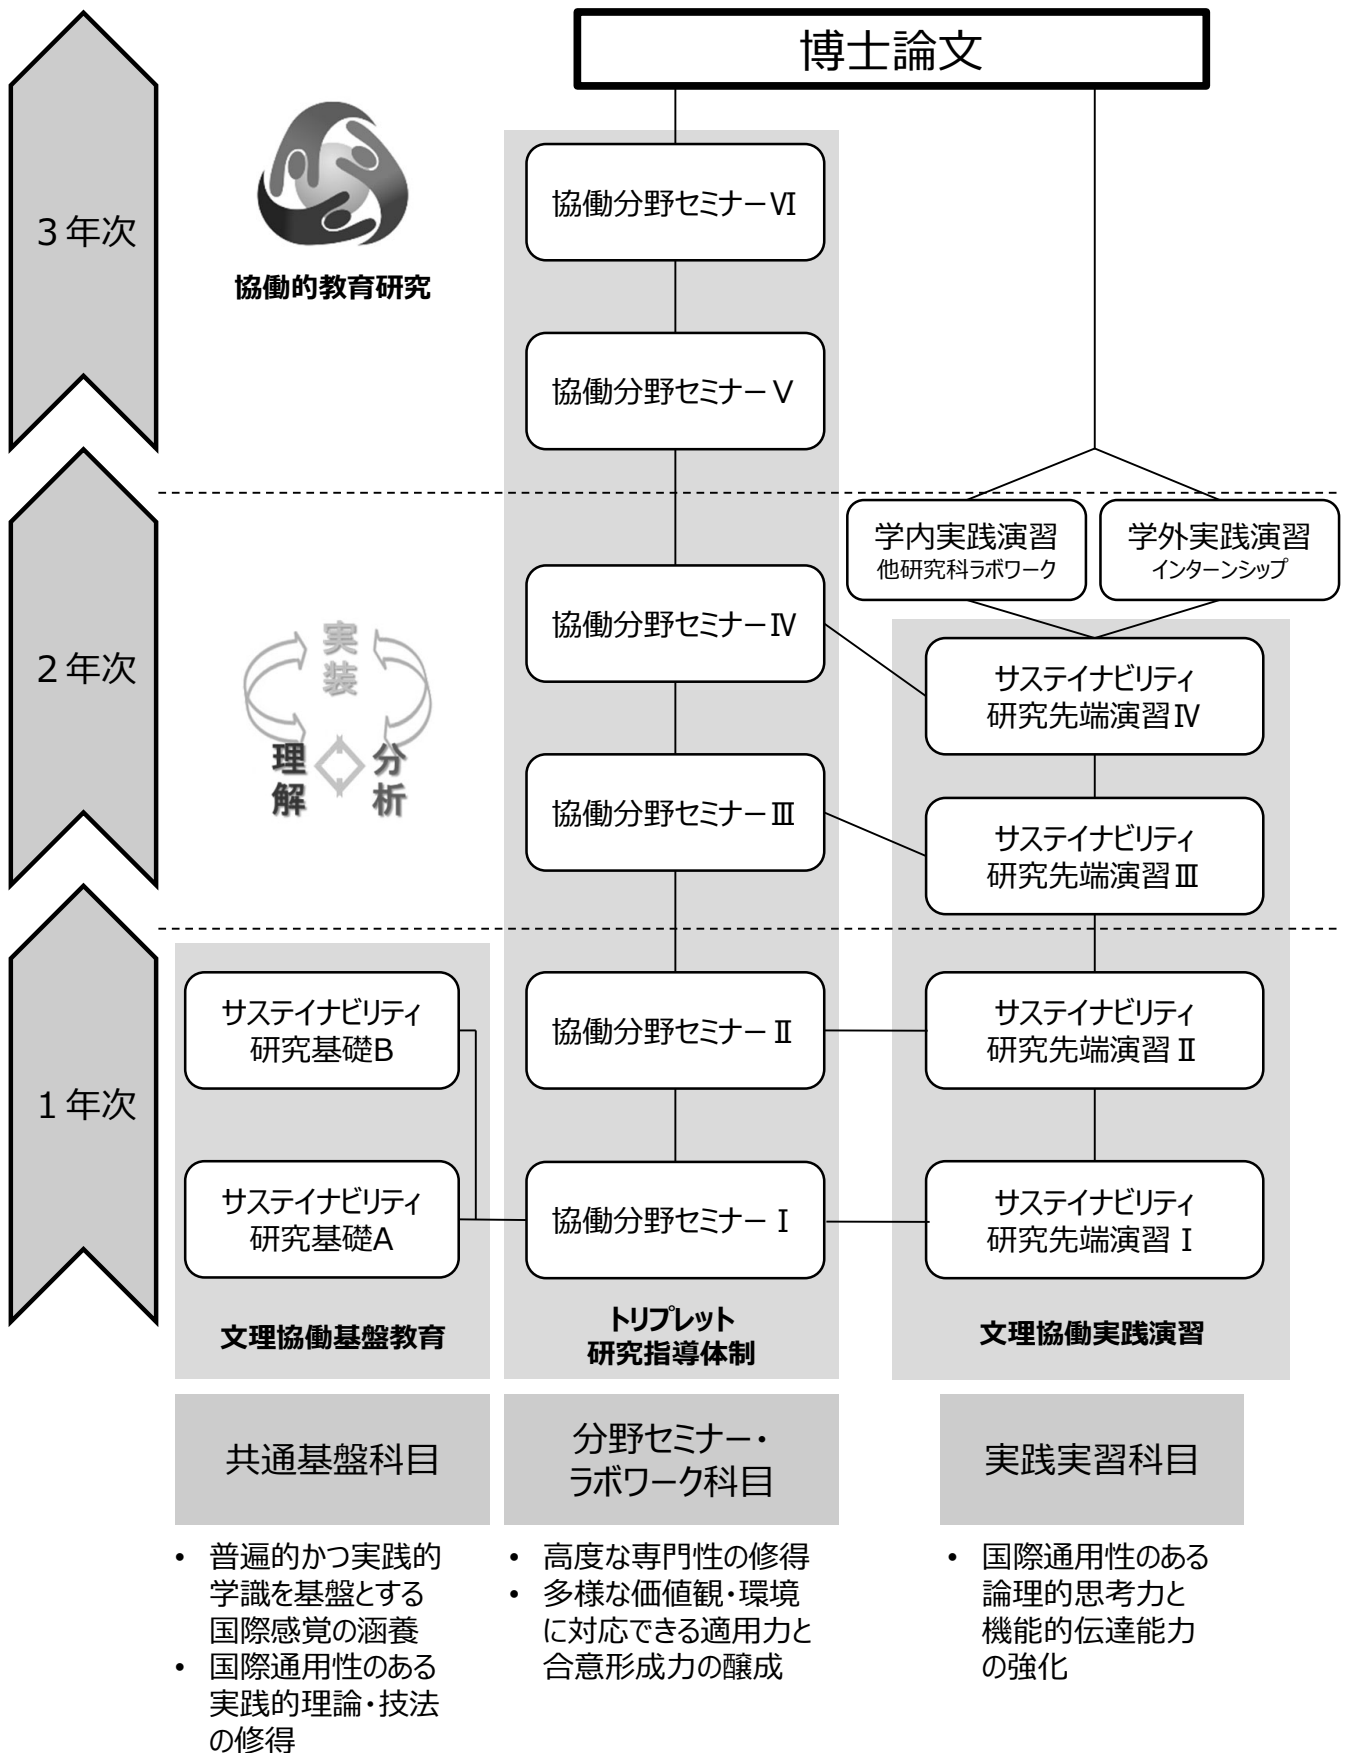 博士論文
3年次
協働的教育研究
協働分野セミナーⅥ
協働分野セミナーⅤ
2年次
実装
理解
分析
協働分野セミナーⅣ
協働分野セミナーⅢ
学内実践演習
他研究科ラボワーク
学外実践演習
インターンシップ
サステイナビリティ
研究先端演習Ⅳ
サステイナビリティ
研究先端演習Ⅲ
1年次
サステイナビリティ
研究基礎B
協働分野セミナーⅡ
サステイナビリティ
研究先端演習Ⅱ
サステイナビリティ
研究基礎A
協働分野セミナーⅠ
サステイナビリティ
研究先端演習Ⅰ
文理協働基盤教育
トリプレット
研究指導体制
文理協働実践演習
共通基盤科目
分野セミナー・
ラボワーク科目
実践実習科目
• 普遍的かつ実践的
学識を基盤とする
国際感覚の涵養
• 国際通用性のある
実践的理論・技法
の修得
• 高度な専門性の修得
• 多様な価値観・環境
に対応できる適用力と
合意形成力の醸成
• 国際通用性のある
論理的思考力と
機能的伝達能力
の強化